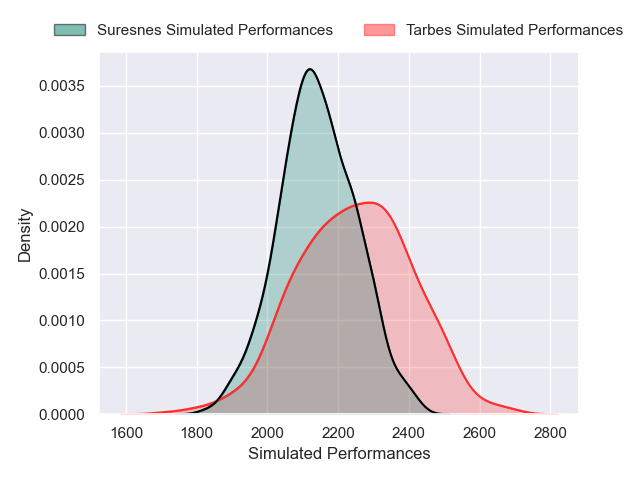 Suresnes Simulated Performances
Tarbes Simulated Performances
0.0035
0.0030
0.0025
0.0020
0.0015
0.0010
0.0005
0.0000
Density
1600 1800 2000 2200 2400 2600 2800
Simulated Performances